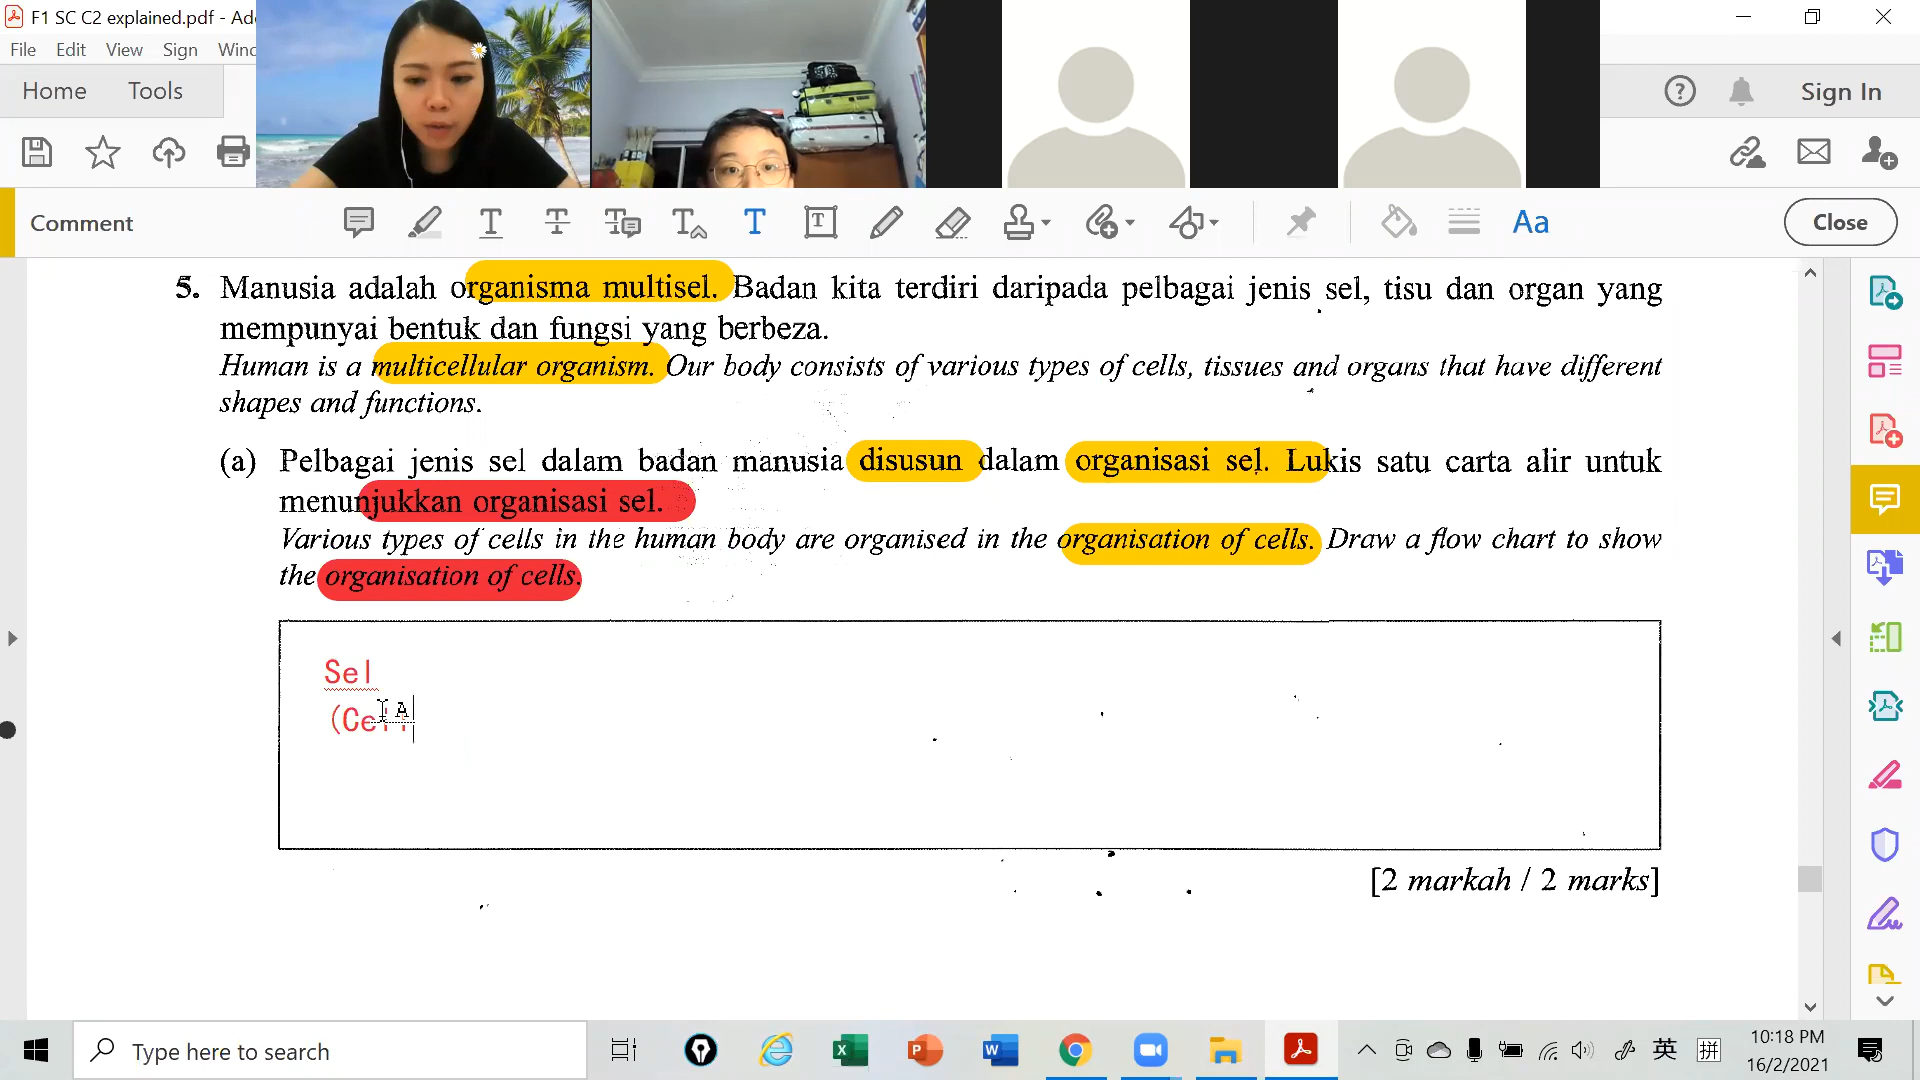 F1 SC C2 explained.pdf - Ad
File Edit View Sign Wind
Home Tools
Sign In
Comment
Aa
Close
5. Manusia adalah organisma multisel. Badan kita terdiri daripada pelbagai jenis sel, tisu dan organ yang
mempunyai bentuk dan fungsi yang berbeza.
Human is a multicellular organism. Our body consists of various types of cells, tissues and organs that have different
shapes and functions.
(a) Pelbagai jenis sel dalam badan manusia disusun dalam organisasi sel. Lukis satu carta alir untuk
menunjukkan organisasi sel.
Various types of cells in the human body are organised in the organisation of cells. Draw a flow chart to show
the organisation of cells.
Sel
(Cell
A
[2 markah / 2 marks]
Type here to search
英
拼
10:18 PM
16/2/2021